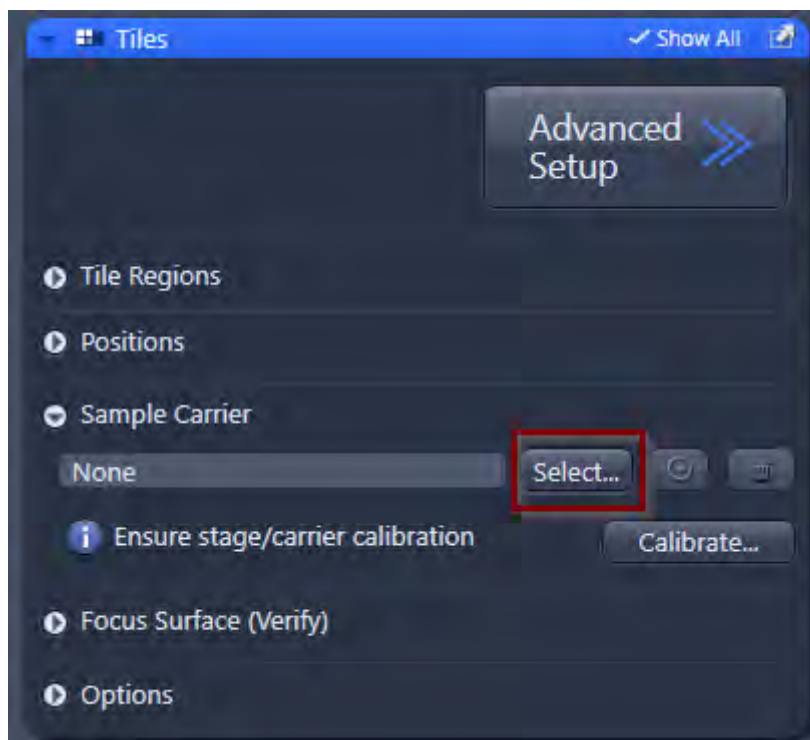 Tiles
Show All
Advanced
Setup
Tile Regions
Positions
Sample Carrier
None
Select...
Ensure stage/carrier calibration
Calibrate...
Focus Surface (Verify)
Options